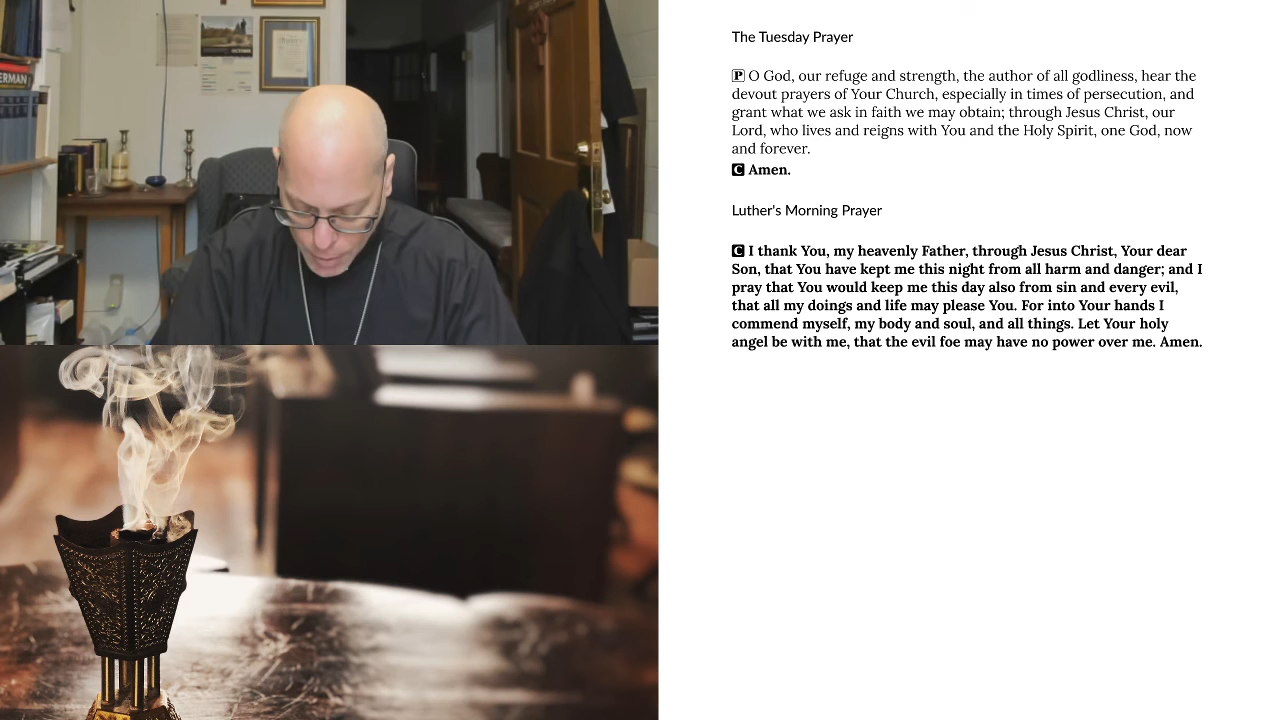 ERMAN
OCTOBER
The Tuesday Prayer
P O God, our refuge and strength, the author of all godliness, hear the
devout prayers of Your Church, especially in times of persecution, and
grant what we ask in faith we may obtain; through Jesus Christ, our
Lord, who lives and reigns with You and the Holy Spirit, one God, now
and forever.
C Amen.
Luther's Morning Prayer
C I thank You, my heavenly Father, through Jesus Christ, Your dear
Son, that You have kept me this night from all harm and danger; and I
pray that You would keep me this day also from sin and every evil,
that all my doings and life may please You. For into Your hands I
commend myself, my body and soul, and all things. Let Your holy
angel be with me, that the evil foe may have no power over me. Amen.